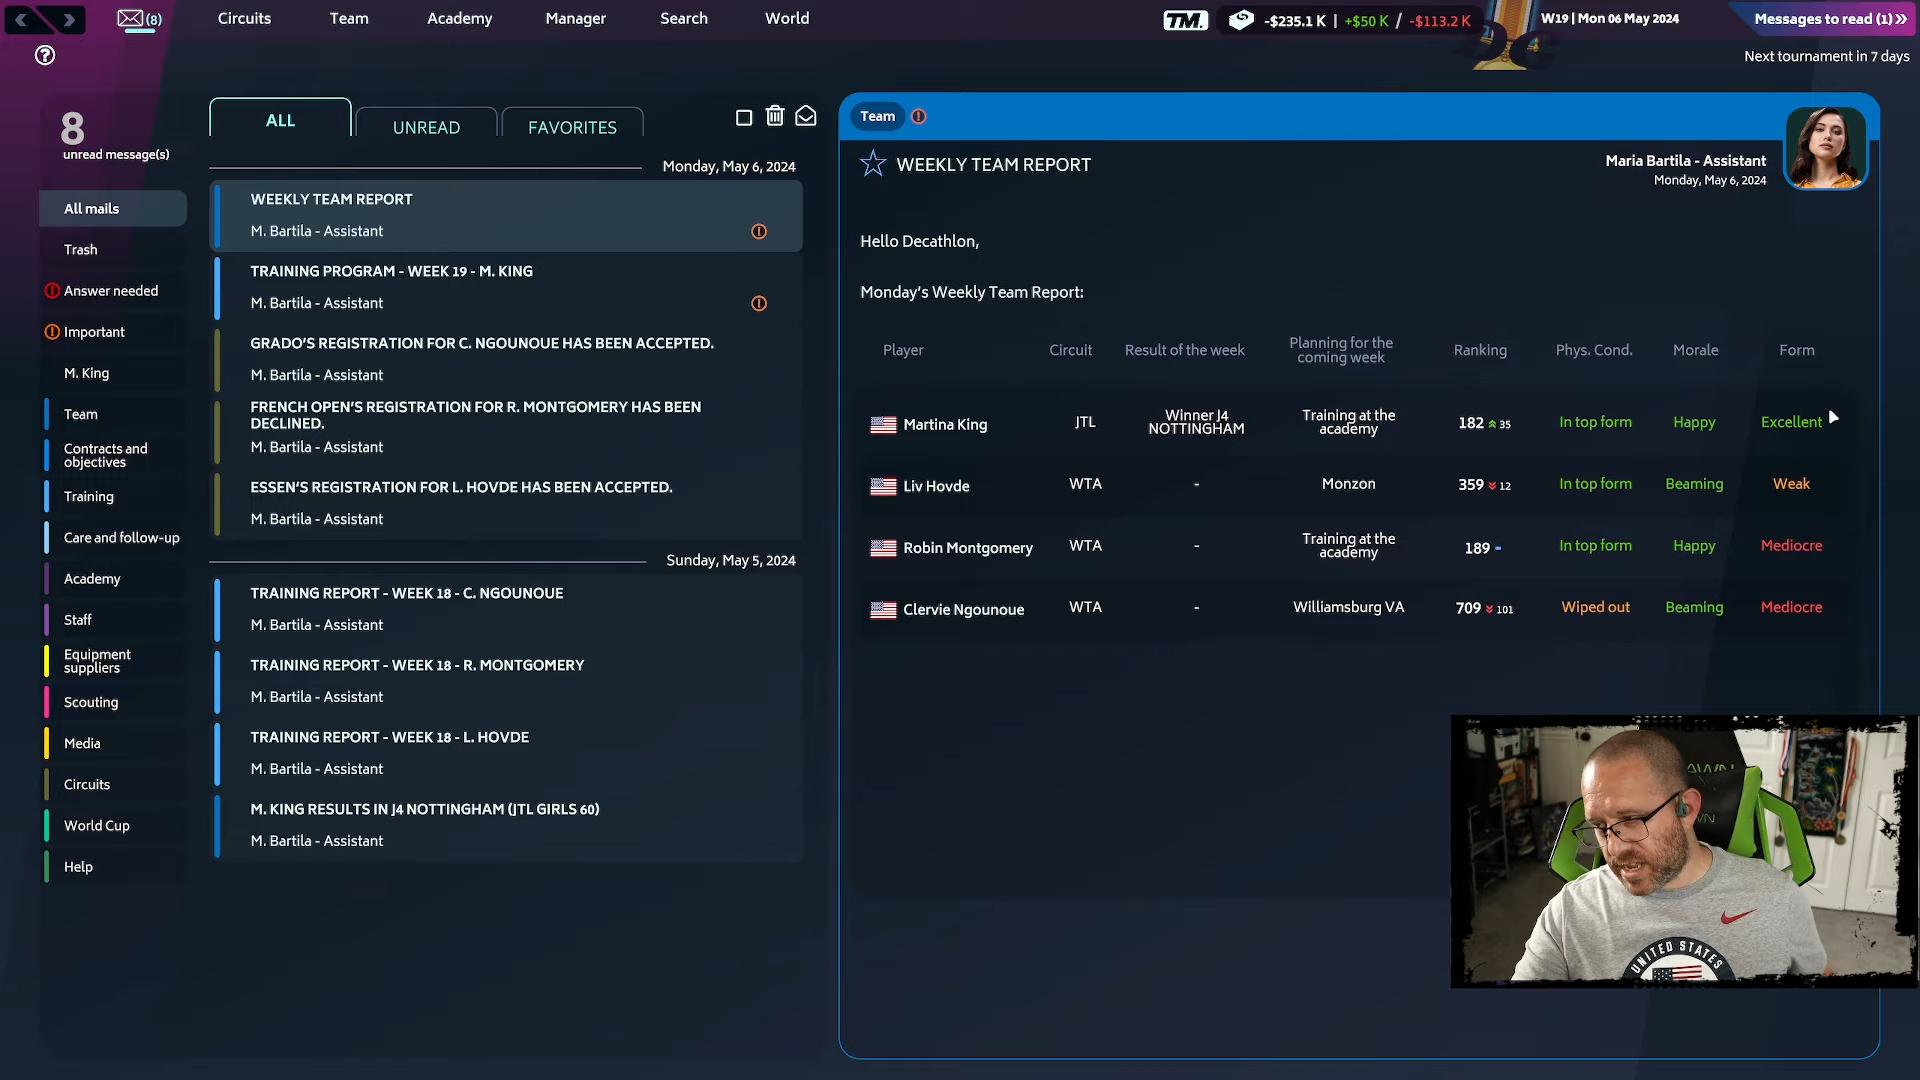 (8)
Circuits
Team
Academy
Manager
Search
World
TM.
-$235.1 K | +$50 K / -$113.2 K
W19 | Mon 06 May 2024
Messages to read (1)
Next tournament in 7 days
8
unread message(s)
All mails
Trash
Answer needed
Important
M. King
Team
Contracts and
objectives
Training
Care and follow-up
Academy
Staff
Equipment
suppliers
Scouting
Media
Circuits
World Cup
Help
ALL
UNREAD
FAVORITES
Monday, May 6, 2024
WEEKLY TEAM REPORT
M. Bartila - Assistant
TRAINING PROGRAM - WEEK 19 - M. KING
M. Bartila - Assistant
GRADO'S REGISTRATION FOR C. NGOUNOUE HAS BEEN ACCEPTED.
M. Bartila - Assistant
FRENCH OPEN'S REGISTRATION FOR R. MONTGOMERY HAS BEEN
DECLINED.
M. Bartila - Assistant
ESSEN'S REGISTRATION FOR L. HOVDE HAS BEEN ACCEPTED.
M. Bartila - Assistant
Sunday, May 5, 2024
TRAINING REPORT - WEEK 18 - C. NGOUNOUE
M. Bartila - Assistant
TRAINING REPORT - WEEK 18 - R. MONTGOMERY
M. Bartila - Assistant
TRAINING REPORT - WEEK 18 - L. HOVDE
M. Bartila - Assistant
M. KING RESULTS IN J4 NOTTINGHAM (JTL GIRLS 60)
M. Bartila - Assistant
Team
WEEKLY TEAM REPORT
Maria Bartila - Assistant
Monday, May 6, 2024
Hello Decathlon,
Monday's Weekly Team Report:
Player
Circuit
Result of the week
Planning for the
coming week
Ranking
Phys. Cond.
Morale
Form
Martina King
JTL
Winner J4
NOTTINGHAM
Training at the
academy
182 35
In top form
Happy
Excellent
Liv Hovde
WTA
-
Monzon
359 12
In top form
Beaming
Weak
Robin Montgomery
WTA
-
Training at the
academy
189 -
In top form
Happy
Mediocre
Clervie Ngounoue
WTA
-
Williamsburg VA
709 101
Wiped out
Beaming
Mediocre
UNITED STATES